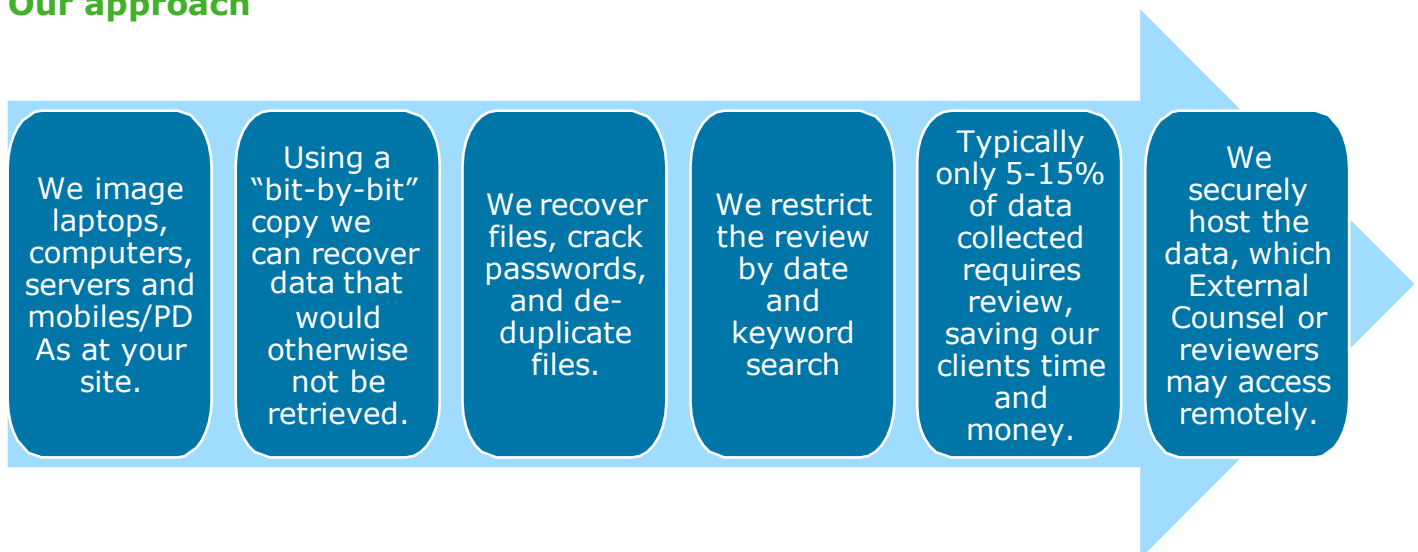 Our approach
We image
laptops,
computers,
servers and
mobiles/PD
As at your
site.
Using a
“bit-by-bit”
copy we
can recover
data that
would
otherwise
not be
retrieved.
We recover
files, crack
passwords,
and de-
duplicate
files.
We restrict
the review
by date
and
keyword
search
Typically
only 5-15%
of data
collected
requires
review,
saving our
clients time
and
money.
We
securely
host the
data, which
External
Counsel or
reviewers
may access
remotely.